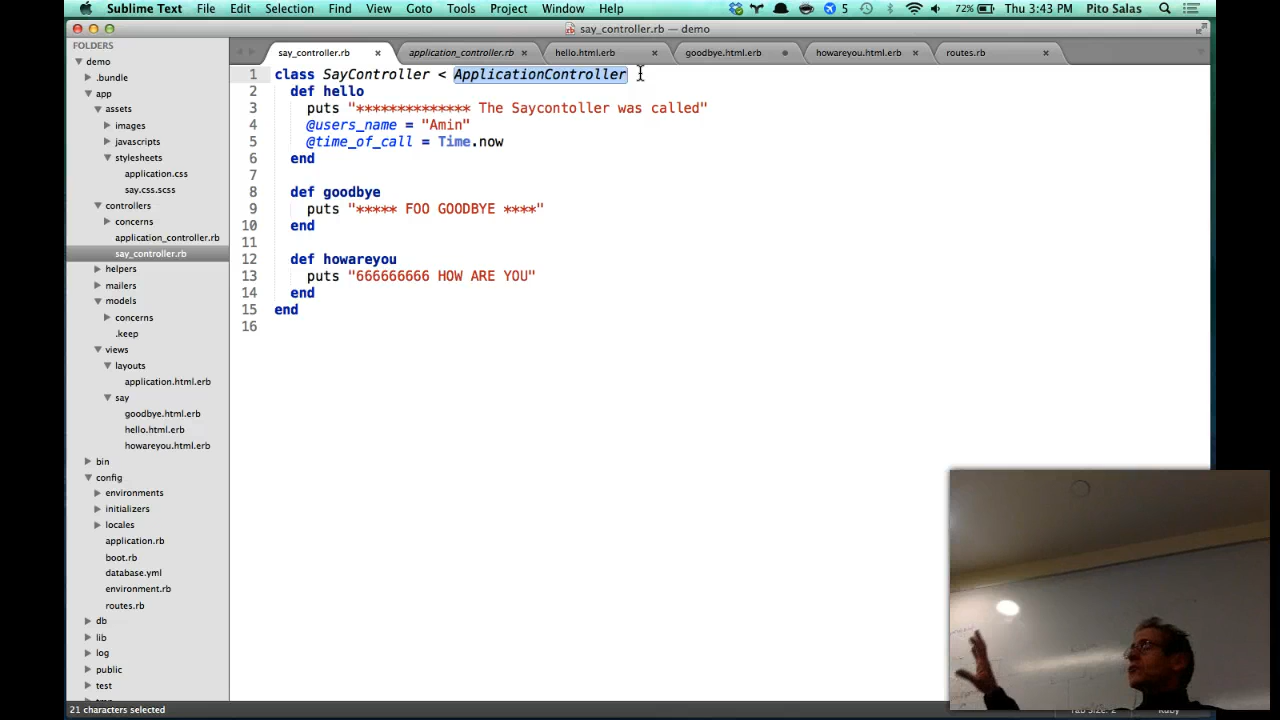 Sublime Text File Edit Selection Find View Goto Tools Project Window Help 5 72% Thu 3:43 PM Pito Salas
say_controller.rb — demo
FOLDERS
demo
.bundle
app
assets
images
javascripts
stylesheets
application.css
say.css.scss
controllers
concerns
application_controller.rb
say_controller.rb
helpers
mailers
models
concerns
.keep
views
layouts
application.html.erb
say
goodbye.html.erb
hello.html.erb
howareyou.html.erb
bin
config
environments
initializers
locales
application.rb
boot.rb
database.yml
environment.rb
routes.rb
db
lib
log
public
test
say_controller.rb × application_controller.rb × hello.html.erb × goodbye.html.erb howareyou.html.erb × routes.rb ×
1 class SayController < ApplicationController
2 def hello
3 puts "************** The Saycontoller was called"
4 @users_name = "Amin"
5 @time_of_call = Time.now
6 end
7
8 def goodbye
9 puts "***** FOO GOODBYE ****"
10 end
11
12 def howareyou
13 puts "666666666 HOW ARE YOU"
14 end
15 end
16
21 characters selected